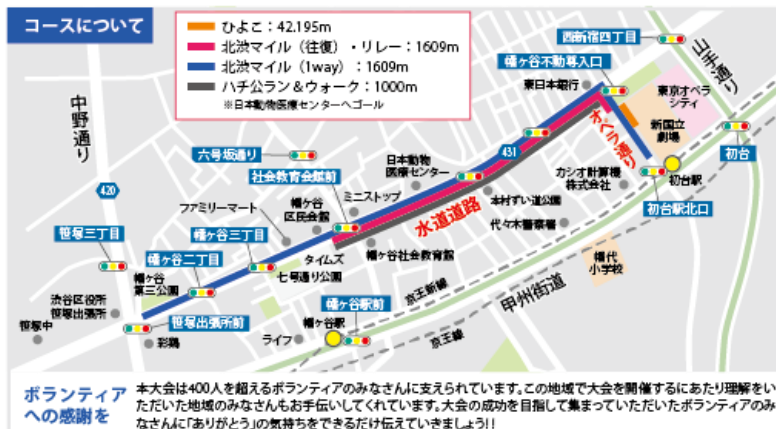 コースについて
ひよこ：42.195m
北渋マイル（往復）・リレー：1609m
北渋マイル（1way）：1609m
ハチ公ラン＆ウォーク：1000m
※日本動物医療センターへゴール
西新宿四丁目
山手通り
幡ヶ谷不動尊入口
東日本銀行
東京オペラ
シティ
中野通り
オペラ通り
新国立
劇場
初台
六号坂通り
431
日本動物
医療センター
カシオ計算機
株式会社
初台駅
420
社会教育会館前
ミニストップ
初台駅北口
幡ヶ谷
区民会館
本村ずい道公園
ファミリーマート
水道道路
代々木警察署
笹塚三丁目
幡ヶ谷三丁目
幡ヶ谷社会教育館
幡代
小学校
幡ヶ谷二丁目
タイムズ
七号通り公園
幡ヶ谷
第三公園
京王新線
甲州街道
渋谷区役所
笹塚出張所
幡ヶ谷駅前
笹塚中
笹塚出張所前
幡ヶ谷駅
京王線
彩鶏
ライフ
ボランティア
への感謝を
本大会は400人を超えるボランティアのみなさんに支えられています。この地域で大会を開催するにあたり理解をい
ただいた地域のみなさんもお手伝いしてくれています。大会の成功を目指して集まっていただいたボランティアのみ
なさんに「ありがとう」の気持ちをできるだけ伝えていきましょう!!